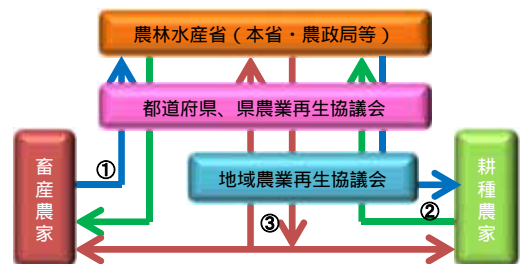 農林水産省（本省・農政局等）
都道府県、県農業再生協議会
地域農業再生協議会
畜産農家
耕種農家
①
②
③